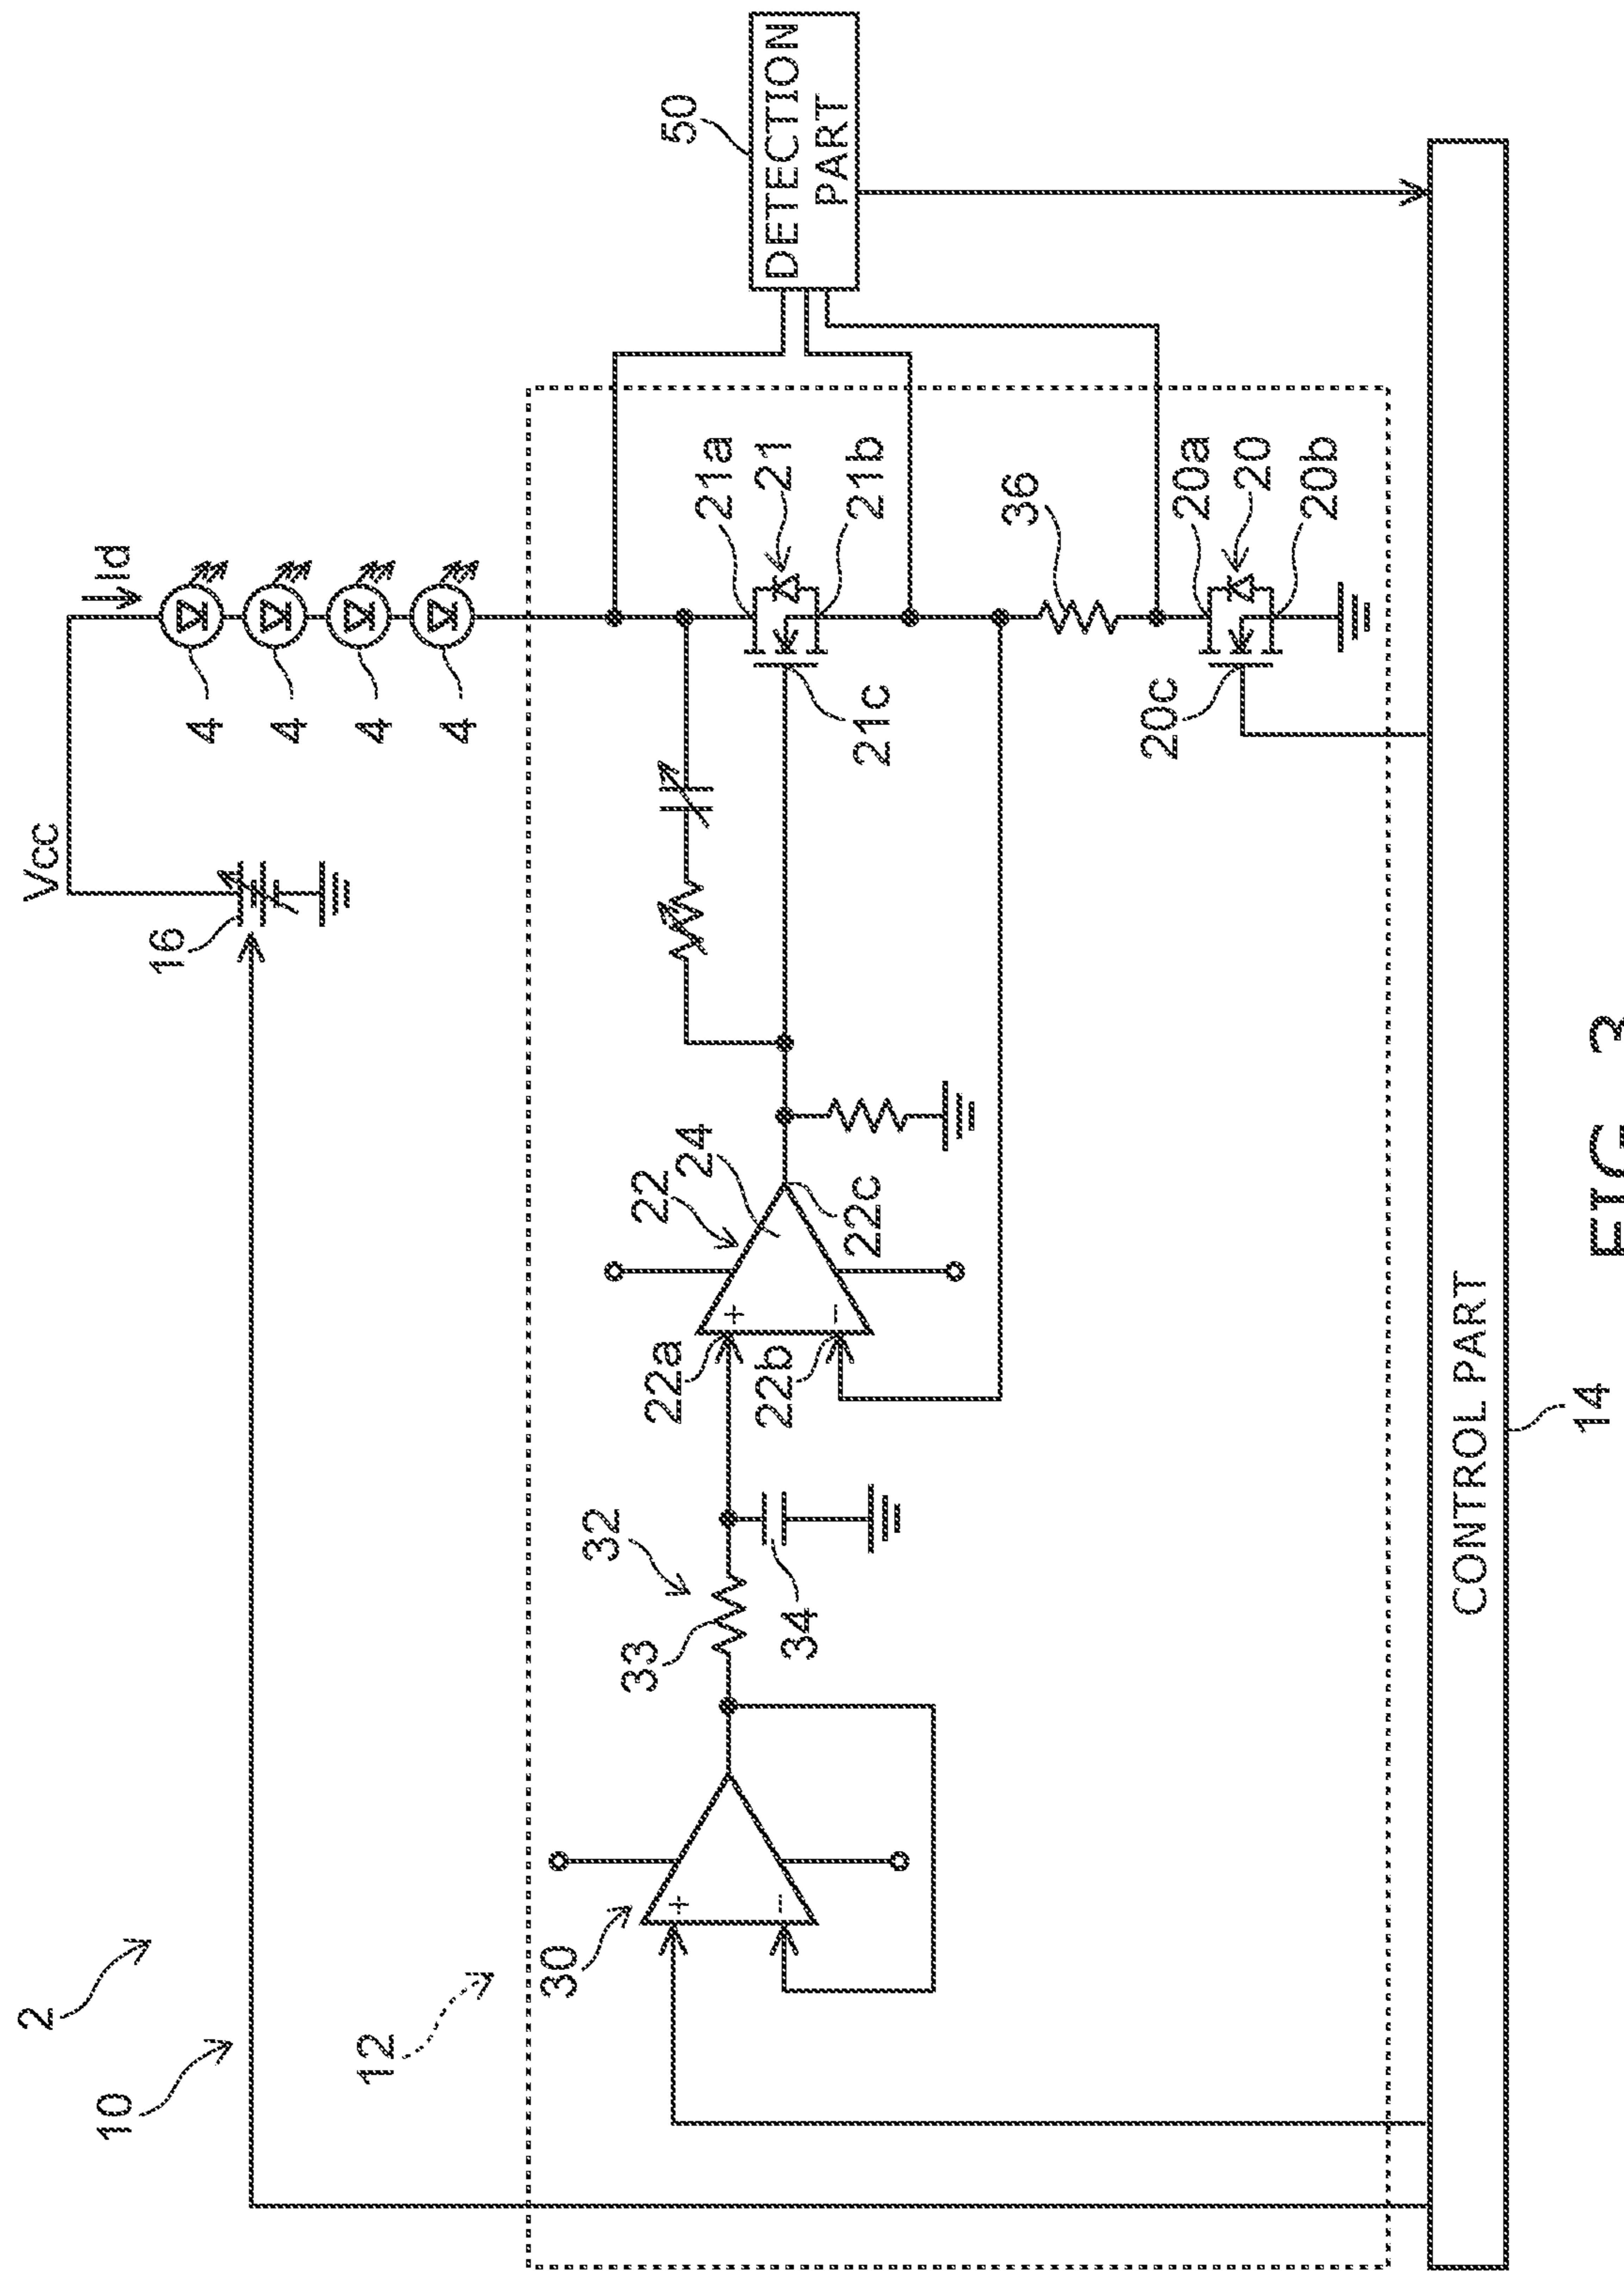 2
10
12
Vcc
16
Id
4
4
4
4
50
DETECTION
PART
21a
21
21b
21c
36
20a
20
20b
20c
22
24
22a
22b
22c
+
−
32
33
34
30
+
−
CONTROL PART
14
FIG. 3